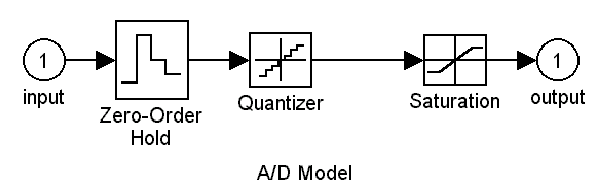 1
1
input
Zero-Order
Hold
Quantizer
Saturation
output
A/D Model